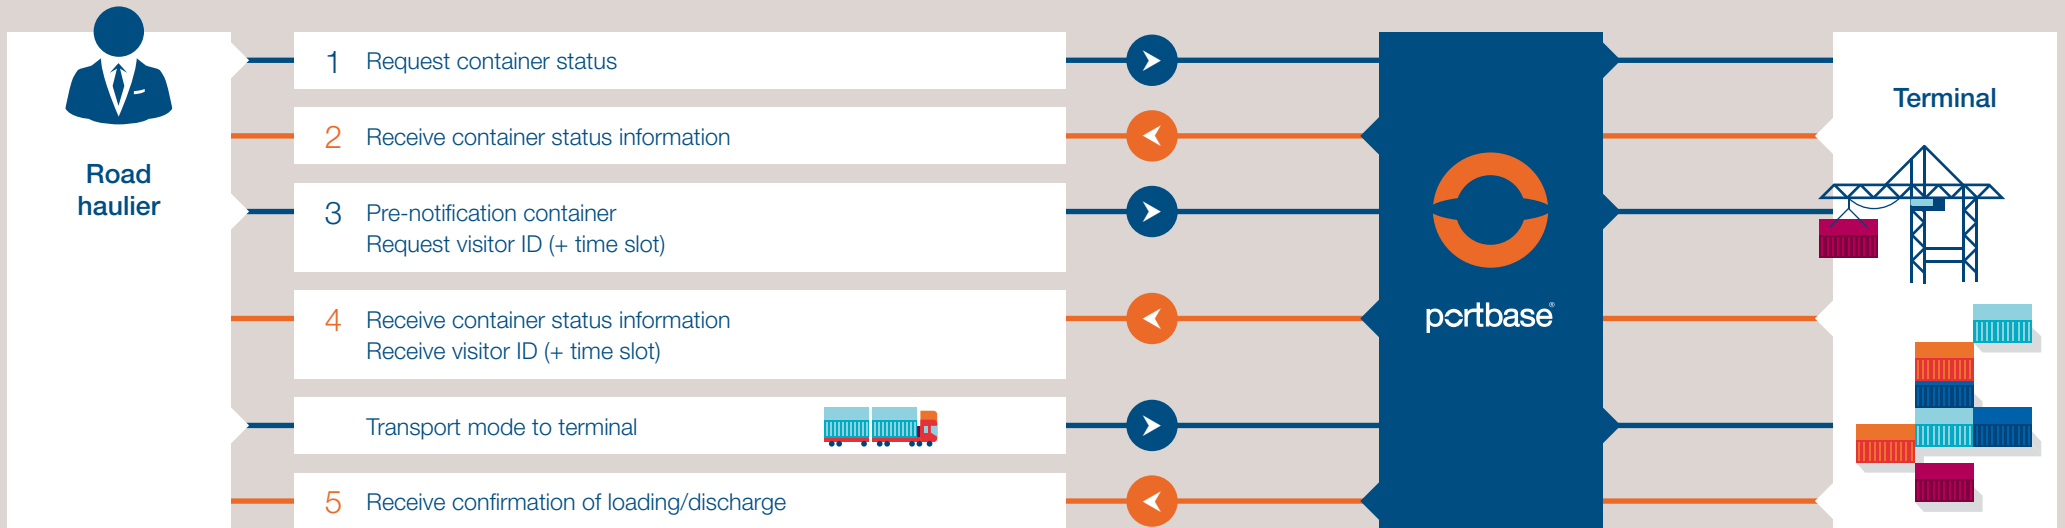 Road
haulier
1 Request container status
2 Receive container status information
3 Pre-notification container
Request visitor ID (+ time slot)
4 Receive container status information
Receive visitor ID (+ time slot)
Transport mode to terminal
5 Receive confirmation of loading/discharge
portbase®
Terminal